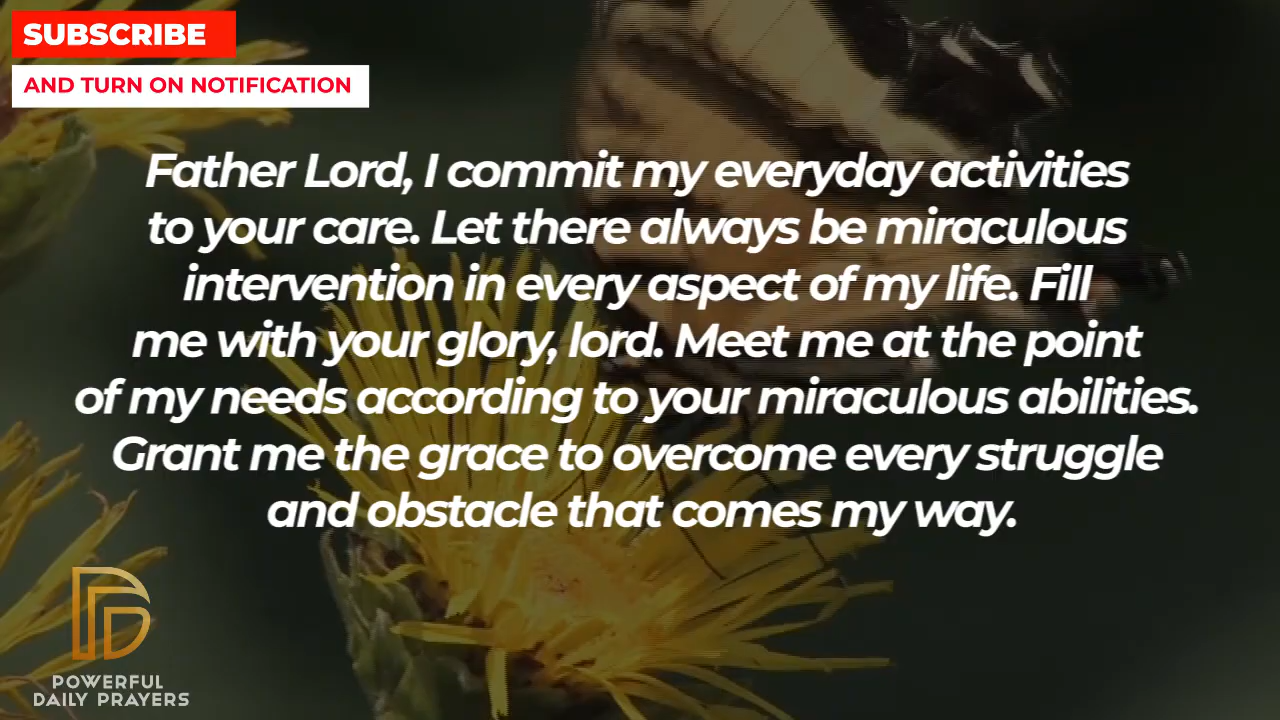 SUBSCRIBE
AND TURN ON NOTIFICATION
Father Lord, I commit my everyday activities
to your care. Let there always be miraculous
intervention in every aspect of my life. Fill
me with your glory, lord. Meet me at the point
of my needs according to your miraculous abilities.
Grant me the grace to overcome every struggle
and obstacle that comes my way.
POWERFUL
DAILY PRAYERS